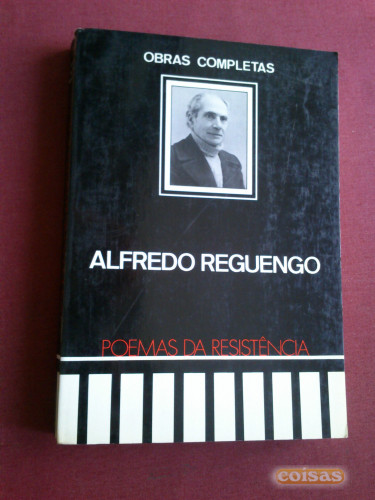 OBRAS COMPLETAS
ALFREDO REGUENGO
POEMAS DA RESISTÊNCIA
coisas